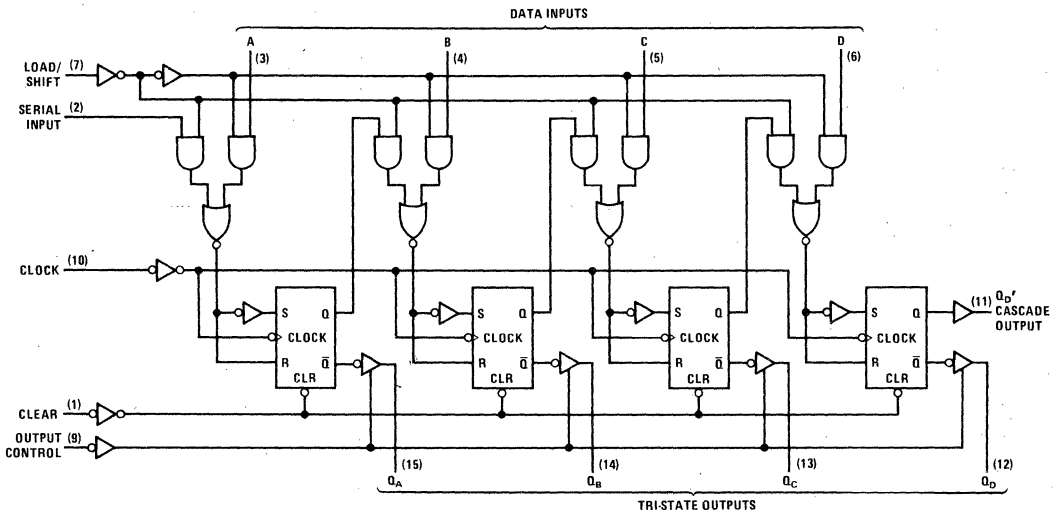 DATA INPUTS
A B C D
(3) (4) (5) (6)
LOAD/ (7)
SHIFT
SERIAL (2)
INPUT
CLOCK (10)
S Q S Q S Q S Q (11) QD' CASCADE OUTPUT
CLOCK CLOCK CLOCK CLOCK
R Q̅ R Q̅ R Q̅ R Q̅
CLR CLR CLR CLR
CLEAR (1)
OUTPUT (9)
CONTROL
(15) (14) (13) (12)
QA QB QC QD
TRI-STATE OUTPUTS